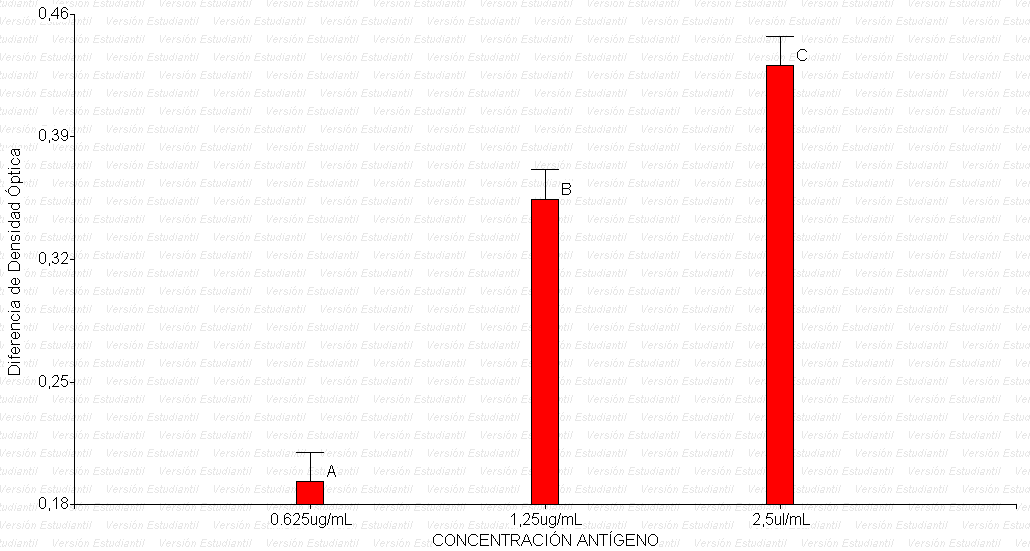 0,46
0,39
0,32
0,25
0,18
Diferencia de Densidad Óptica
A
B
C
0.625ug/mL 1,25ug/mL 2,5ul/mL
CONCENTRACIÓN ANTÍGENO
Versión Estudiantil